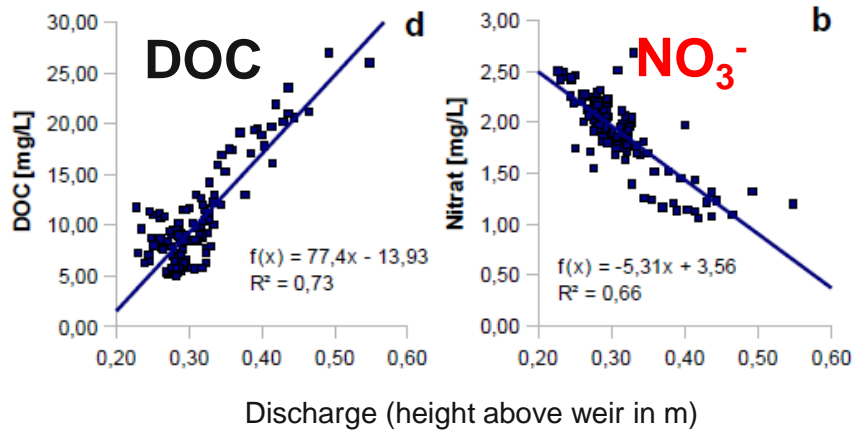 d
DOC
DOC [mg/L]
30,00
25,00
20,00
15,00
10,00
5,00
0,00
f(x) = 77,4x - 13,93
R² = 0,73
0,20
0,30
0,40
0,50
0,60
b
NO₃⁻
Nitrat [mg/L]
3,00
2,50
2,00
1,50
1,00
0,50
0,00
f(x) = -5,31x + 3,56
R² = 0,66
0,20
0,30
0,40
0,50
0,60
Discharge (height above weir in m)